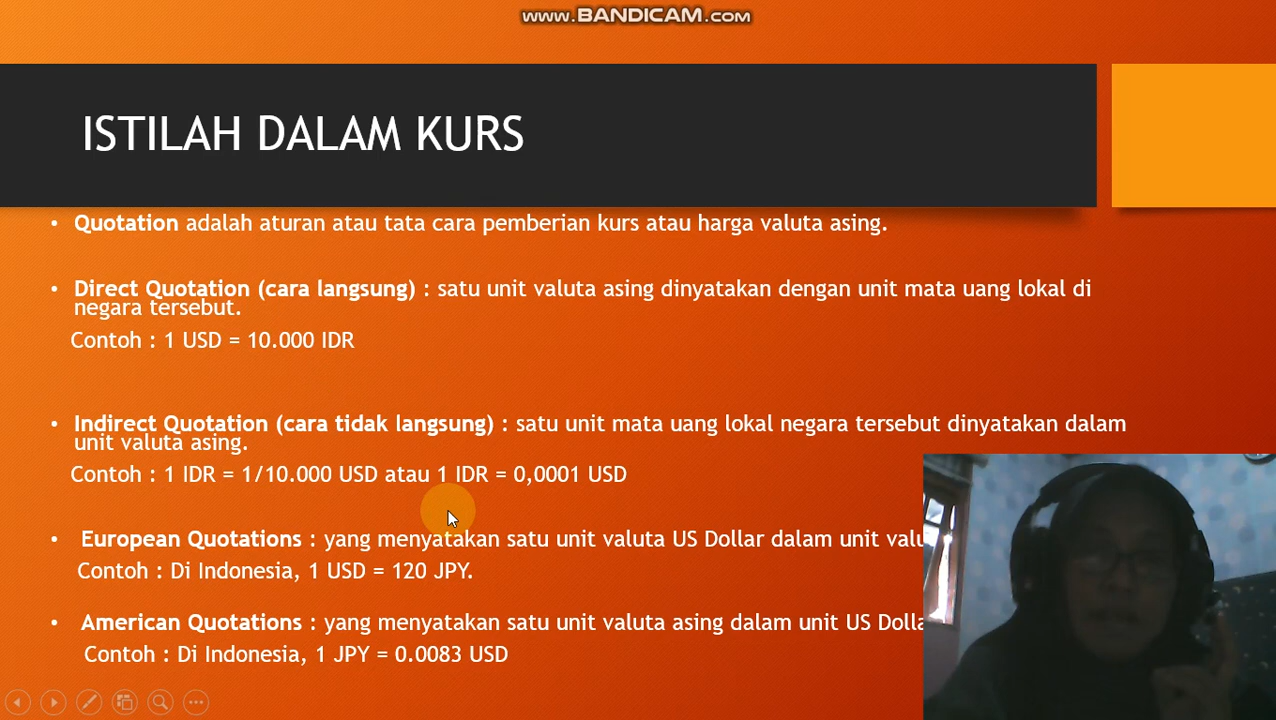 www.BANDICAM.com
ISTILAH DALAM KURS
• Quotation adalah aturan atau tata cara pemberian kurs atau harga valuta asing.
• Direct Quotation (cara langsung) : satu unit valuta asing dinyatakan dengan unit mata uang lokal di
negara tersebut.
Contoh : 1 USD = 10.000 IDR
• Indirect Quotation (cara tidak langsung) : satu unit mata uang lokal negara tersebut dinyatakan dalam
unit valuta asing.
Contoh : 1 IDR = 1/10.000 USD atau 1 IDR = 0,0001 USD
• European Quotations : yang menyatakan satu unit valuta US Dollar dalam unit
Contoh : Di Indonesia, 1 USD = 120 JPY.
• American Quotations : yang menyatakan satu unit valuta asing dalam unit US
Contoh : Di Indonesia, 1 JPY = 0.0083 USD